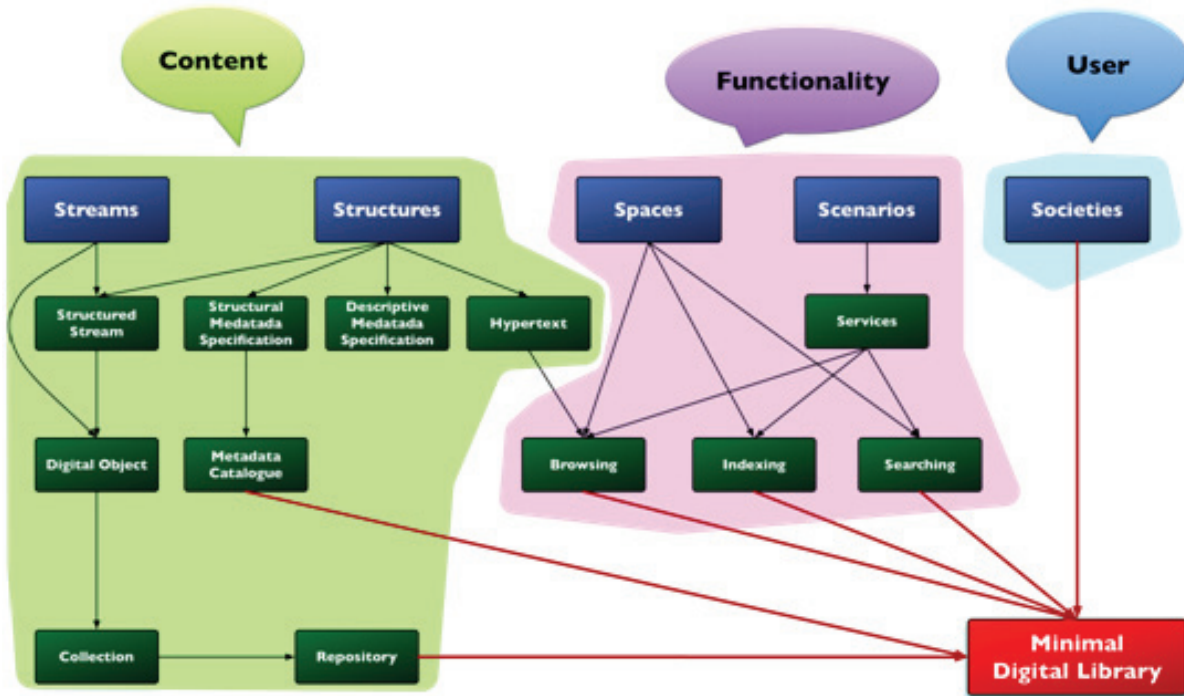 Content
Functionality
User
Streams
Structures
Spaces
Scenarios
Societies
Structured
Stream
Structural
Medatada
Specification
Descriptive
Medatada
Specification
Hypertext
Services
Digital Object
Metadata
Catalogue
Browsing
Indexing
Searching
Collection
Repository
Minimal
Digital Library